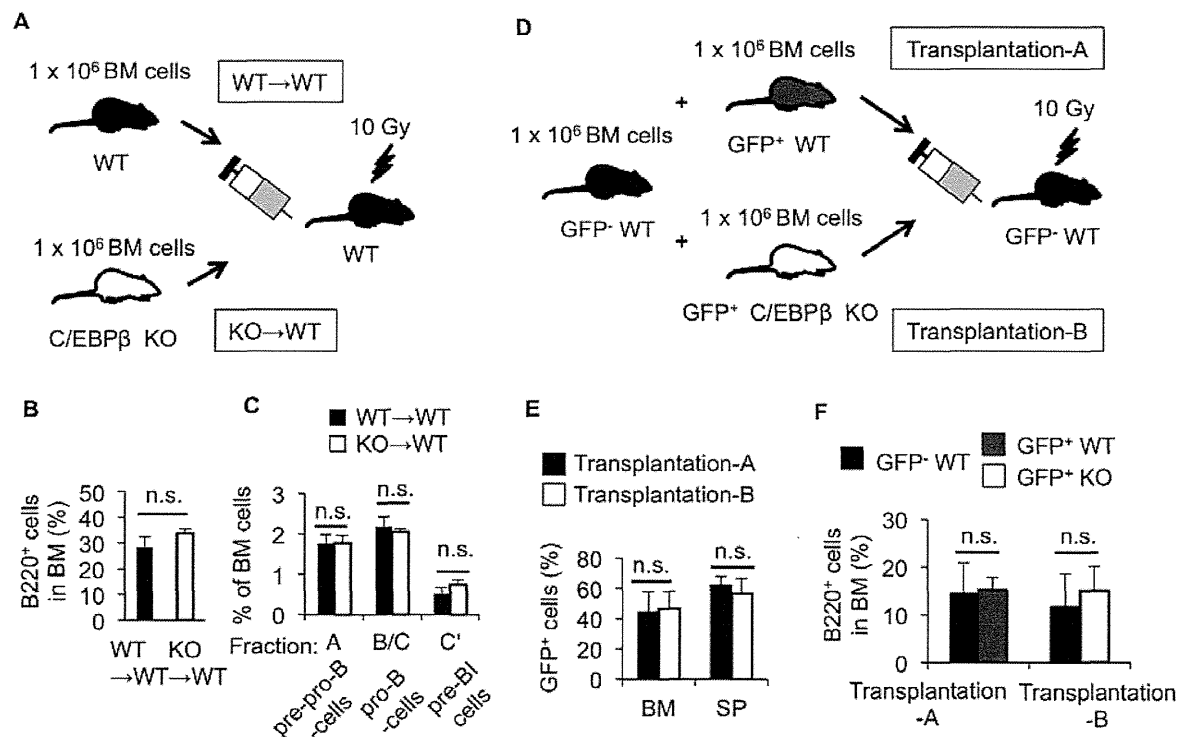 A
1 x 10⁶ BM cells
WT→WT
WT
10 Gy
WT
1 x 10⁶ BM cells
C/EBPβ KO
KO→WT
D
1 x 10⁶ BM cells
Transplantation-A
+
1 x 10⁶ BM cells
GFP⁺ WT
10 Gy
GFP⁻ WT
+
1 x 10⁶ BM cells
GFP⁻ WT
GFP⁺ C/EBPβ KO
Transplantation-B
B
B220⁺ cells
in BM (%)
50
40
30
20
10
0
n.s.
WT KO
→WT→WT
C
WT→WT
KO→WT
% of BM cells
3
2
1
0
n.s.
n.s.
n.s.
Fraction: A B/C C'
pre-pro-B
-cells
pro-B
-cells
pre-BI
cells
E
Transplantation-A
Transplantation-B
GFP⁺ cells (%)
80
60
40
20
0
n.s.
n.s.
BM SP
F
GFP⁻ WT
GFP⁺ WT
GFP⁺ KO
B220⁺ cells
in BM (%)
30
20
10
0
n.s.
n.s.
Transplantation
-A
Transplantation
-B